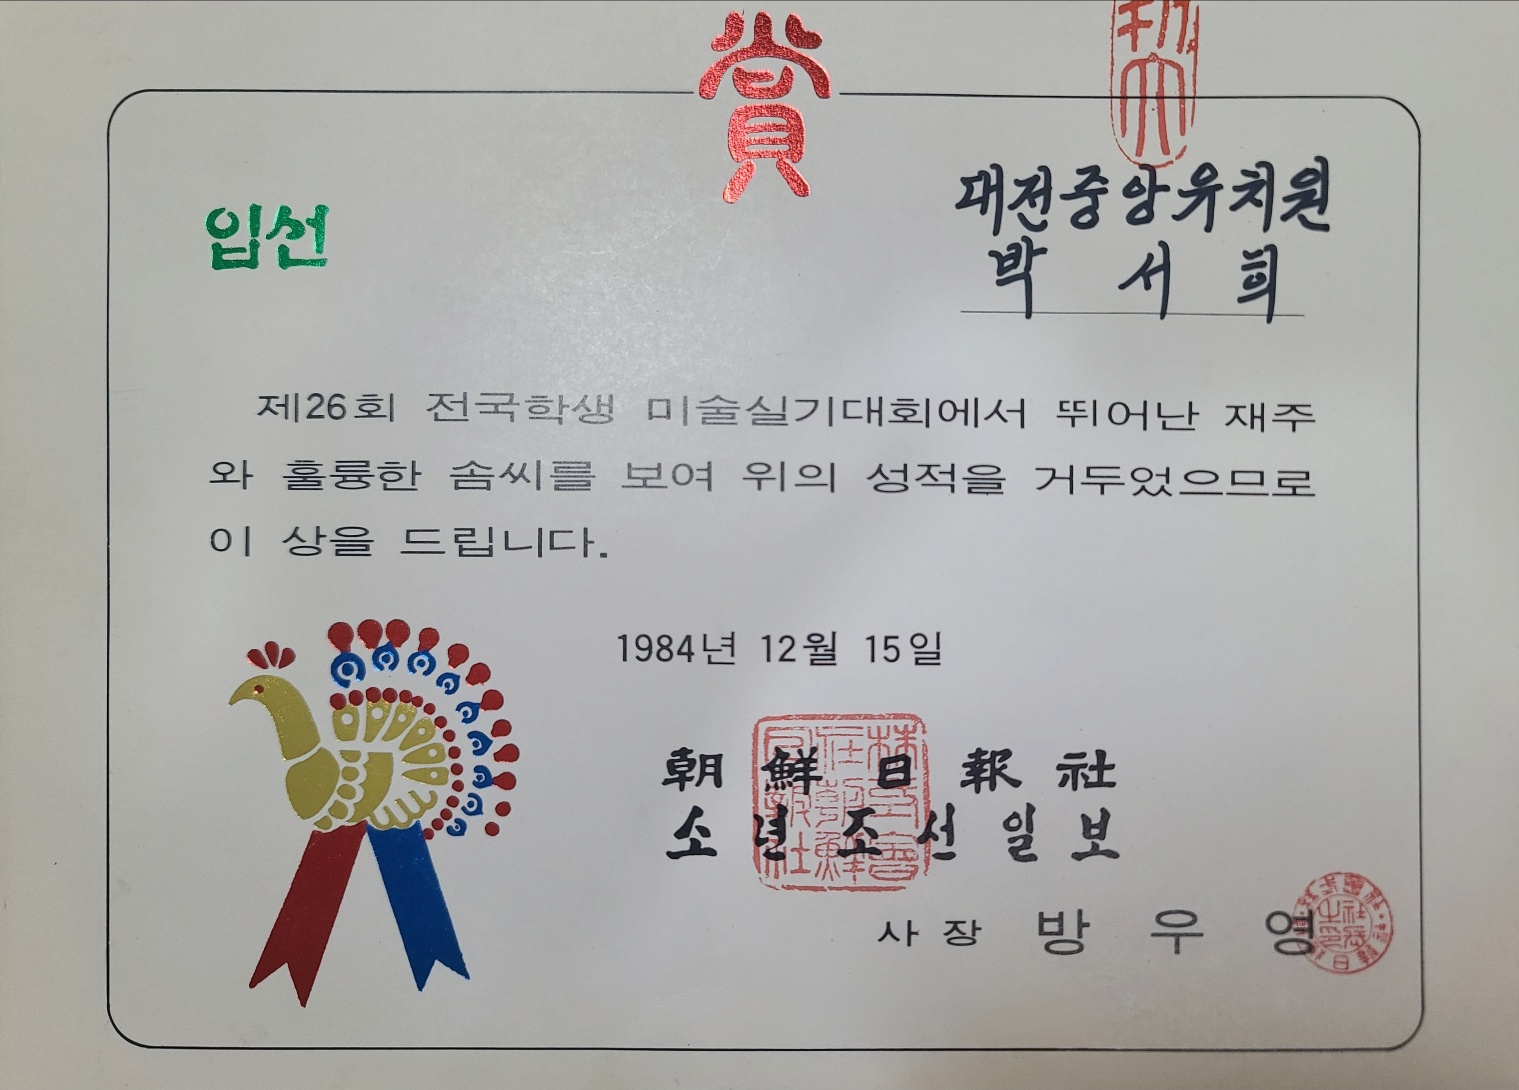 賞
입선
대전중앙유치원
박 서 희
제26회 전국학생 미술실기대회에서 뛰어난 재주
와 훌륭한 솜씨를 보여 위의 성적을 거두었으므로
이 상을 드립니다.
1984년 12월 15일
朝鮮日報社
소년조선일보
사장 방우영